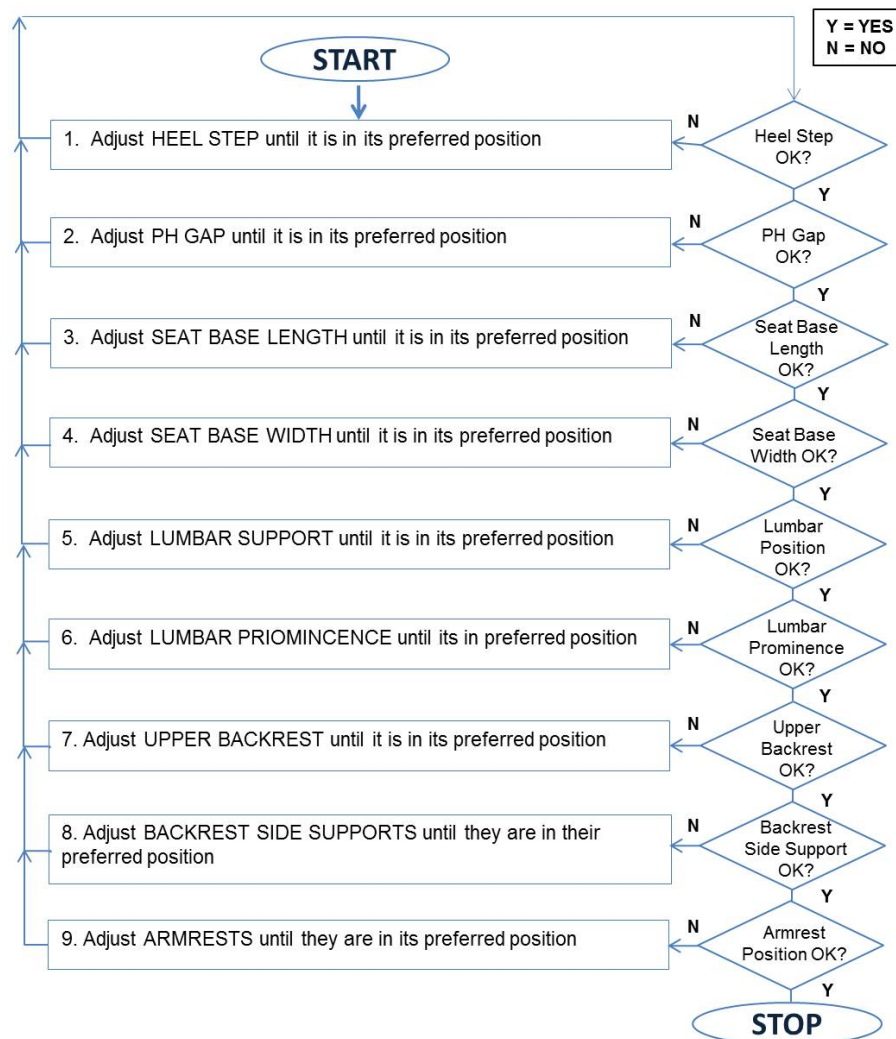 Y = YES
N = NO
START
1. Adjust HEEL STEP until it is in its preferred position
N
Heel Step
OK?
Y
2. Adjust PH GAP until it is in its preferred position
N
PH Gap
OK?
Y
3. Adjust SEAT BASE LENGTH until it is in its preferred position
N
Seat Base
Length
OK?
Y
4. Adjust SEAT BASE WIDTH until it is in its preferred position
N
Seat Base
Width OK?
Y
5. Adjust LUMBAR SUPPORT until it is in its preferred position
N
Lumbar
Position
OK?
Y
6. Adjust LUMBAR PRIOMINCENCE until its in preferred position
N
Lumbar
Prominence
OK?
Y
7. Adjust UPPER BACKREST until it is in its preferred position
N
Upper
Backrest
OK?
Y
8. Adjust BACKREST SIDE SUPPORTS until they are in their
preferred position
N
Backrest
Side Support
OK?
Y
9. Adjust ARMRESTS until they are in its preferred position
N
Armrest
Position OK?
Y
STOP